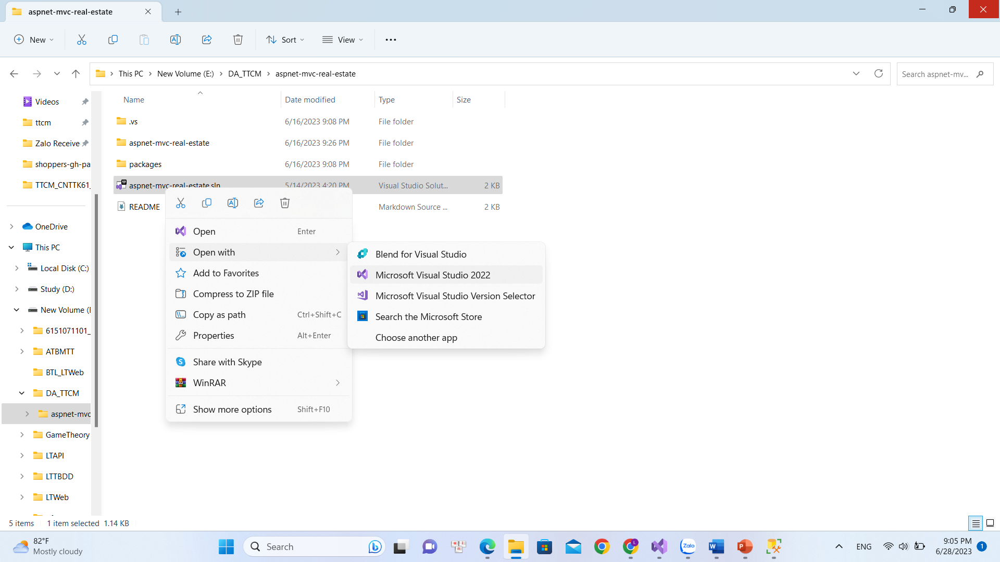 aspnet-mvc-real-estate
New
Sort
View
This PC
New Volume (E:)
DA_TTCM
aspnet-mvc-real-estate
Search aspnet-mv...
Videos
ttcm
Zalo Receive
shoppers-gh-pa
TTCM_CNTTK61_
OneDrive
This PC
Local Disk (C:)
Study (D:)
New Volume (
6151071101_
ATBMTT
BTL_LTWeb
DA_TTCM
aspnet-mvc
GameTheory
LTAPI
LTTBDD
LTWeb
Name Date modified Type Size
.vs 6/16/2023 9:08 PM File folder
aspnet-mvc-real-estate 6/16/2023 9:26 PM File folder
packages 6/16/2023 9:08 PM File folder
aspnet-mvc-real-estate.sln 5/14/2023 4:20 PM Visual Studio Solut... 2 KB
README Markdown Source ... 2 KB
Open Enter
Open with
Add to Favorites
Compress to ZIP file
Copy as path Ctrl+Shift+C
Properties Alt+Enter
Share with Skype
WinRAR
Show more options Shift+F10
Blend for Visual Studio
Microsoft Visual Studio 2022
Microsoft Visual Studio Version Selector
Search the Microsoft Store
Choose another app
5 items 1 item selected 1.14 KB
82°F
Mostly cloudy
Search
L
Zalo
ENG
9:05 PM
6/28/2023
1